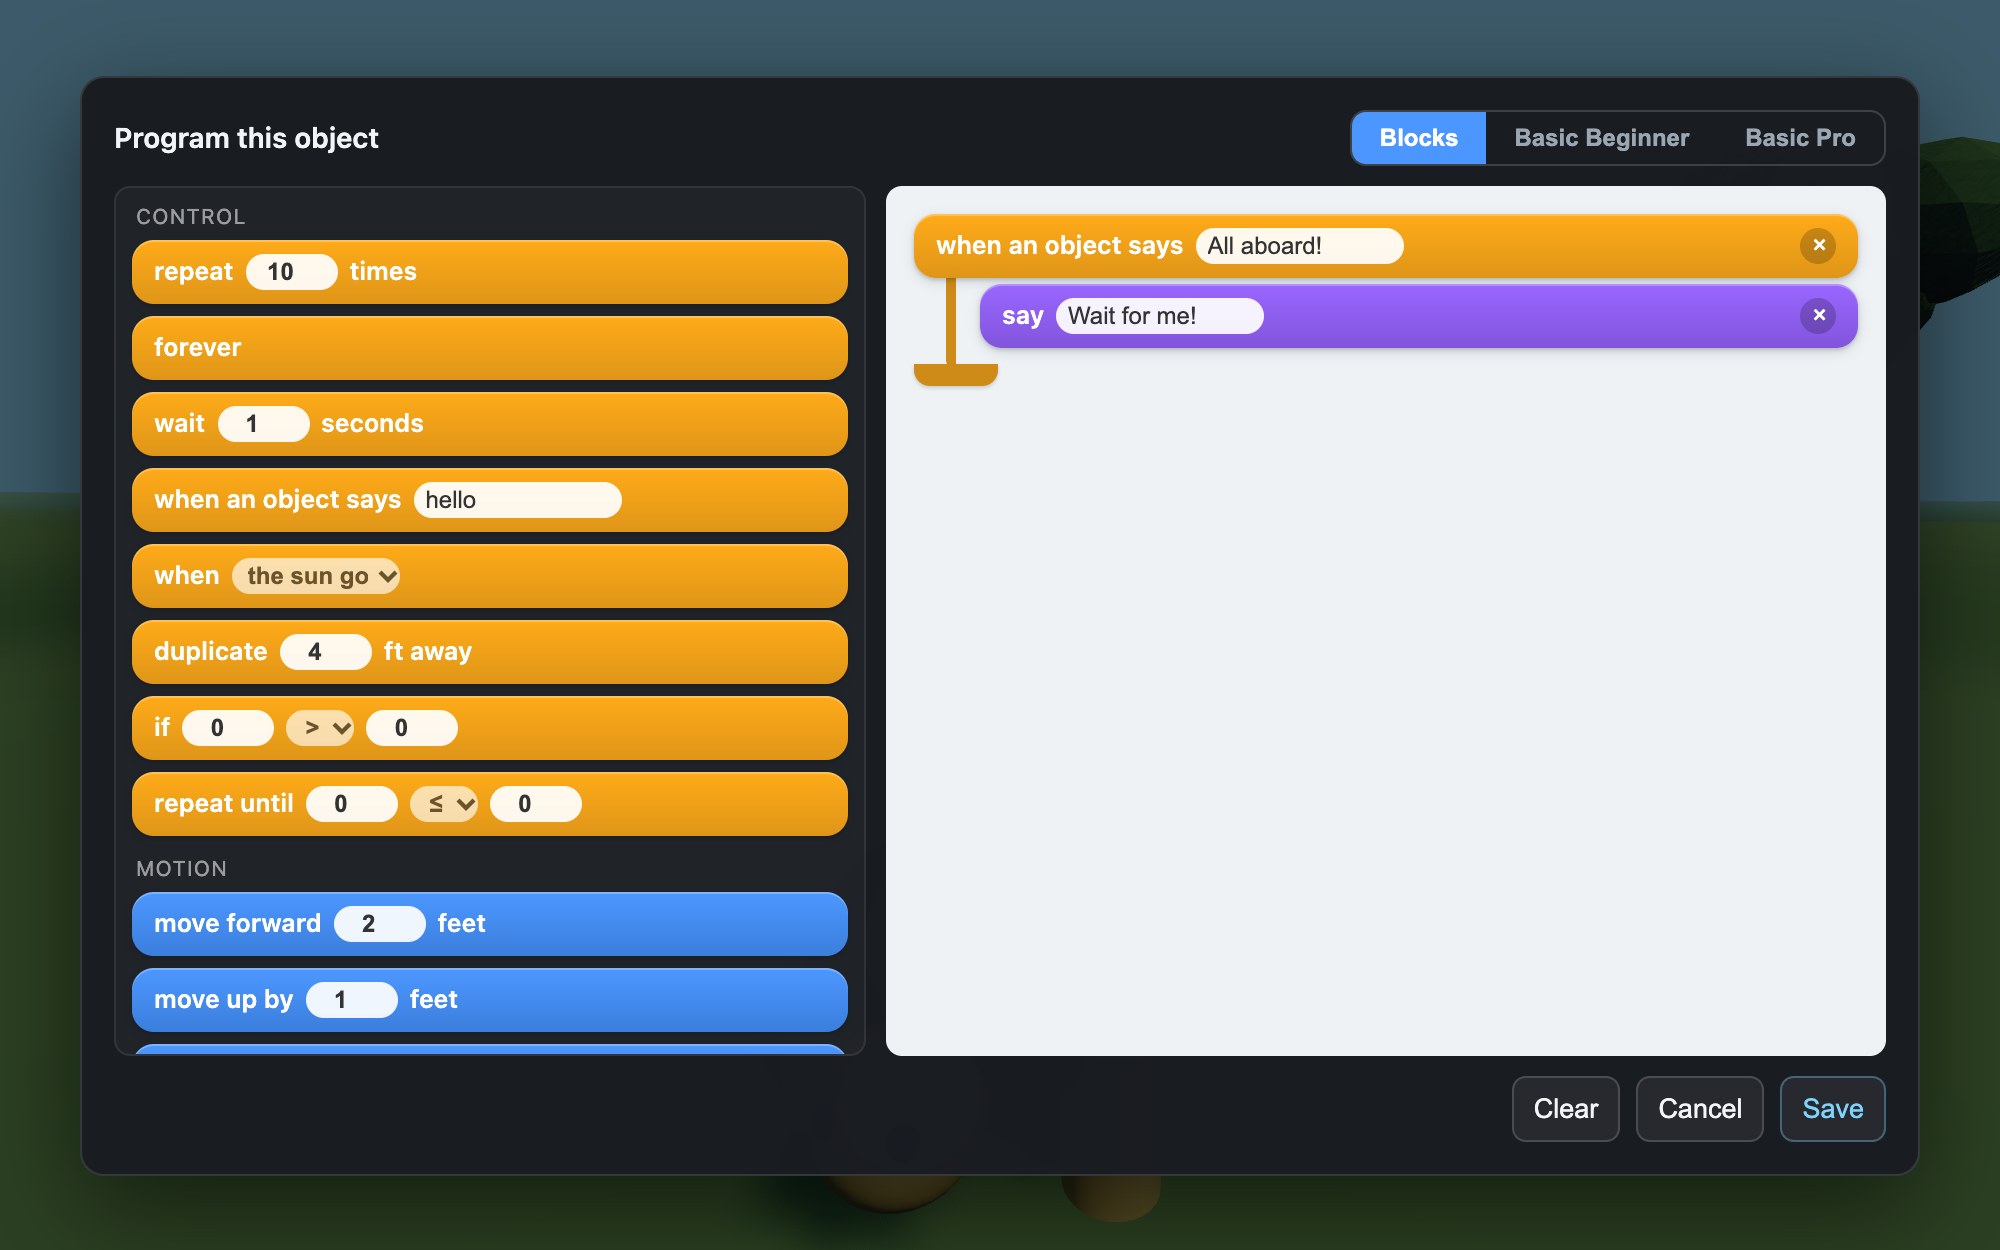 Program this object
Blocks
Basic Beginner
Basic Pro
CONTROL
repeat 10 times
forever
wait 1 seconds
when an object says hello
when the sun go
duplicate 4 ft away
if 0 > 0
repeat until 0 ≤ 0
MOTION
move forward 2 feet
move up by 1 feet
when an object says All aboard! ×
say Wait for me! ×
Clear
Cancel
Save